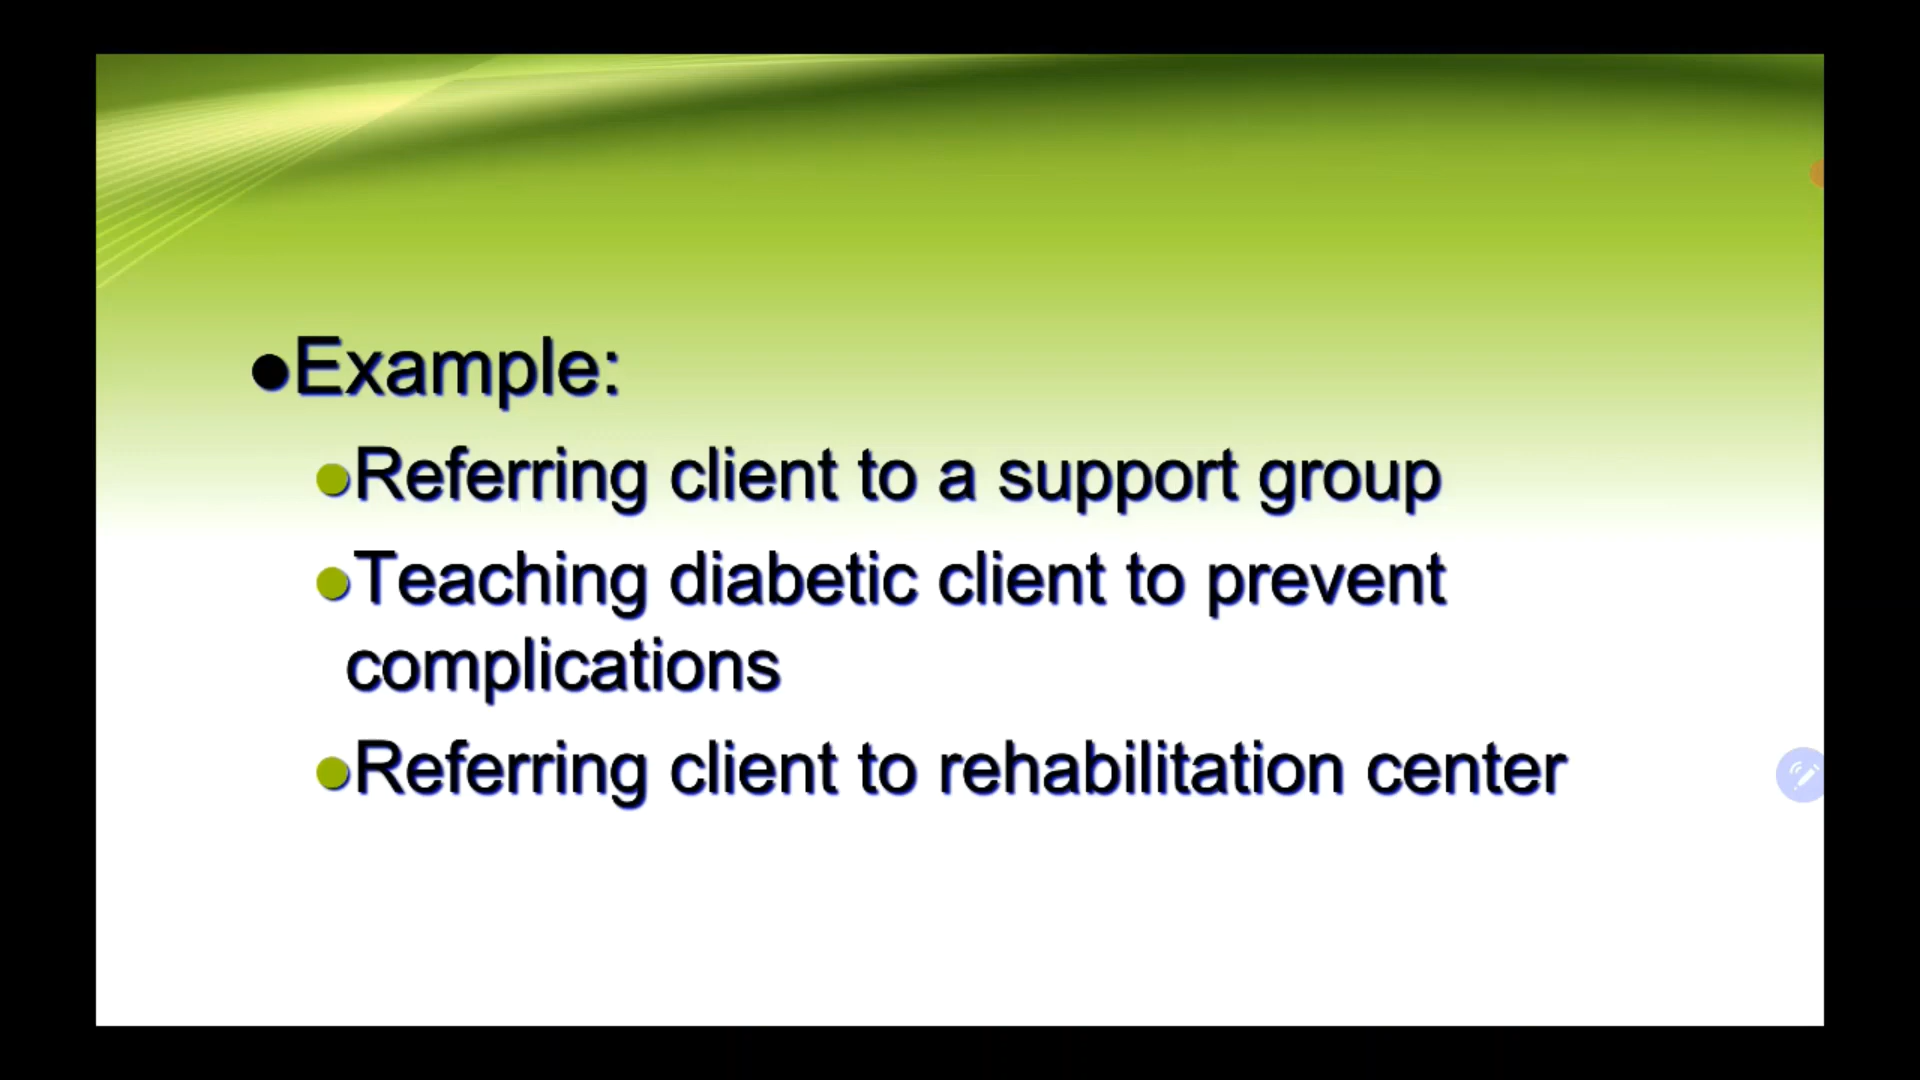 ●Example:
●Referring client to a support group
●Teaching diabetic client to prevent
complications
●Referring client to rehabilitation center